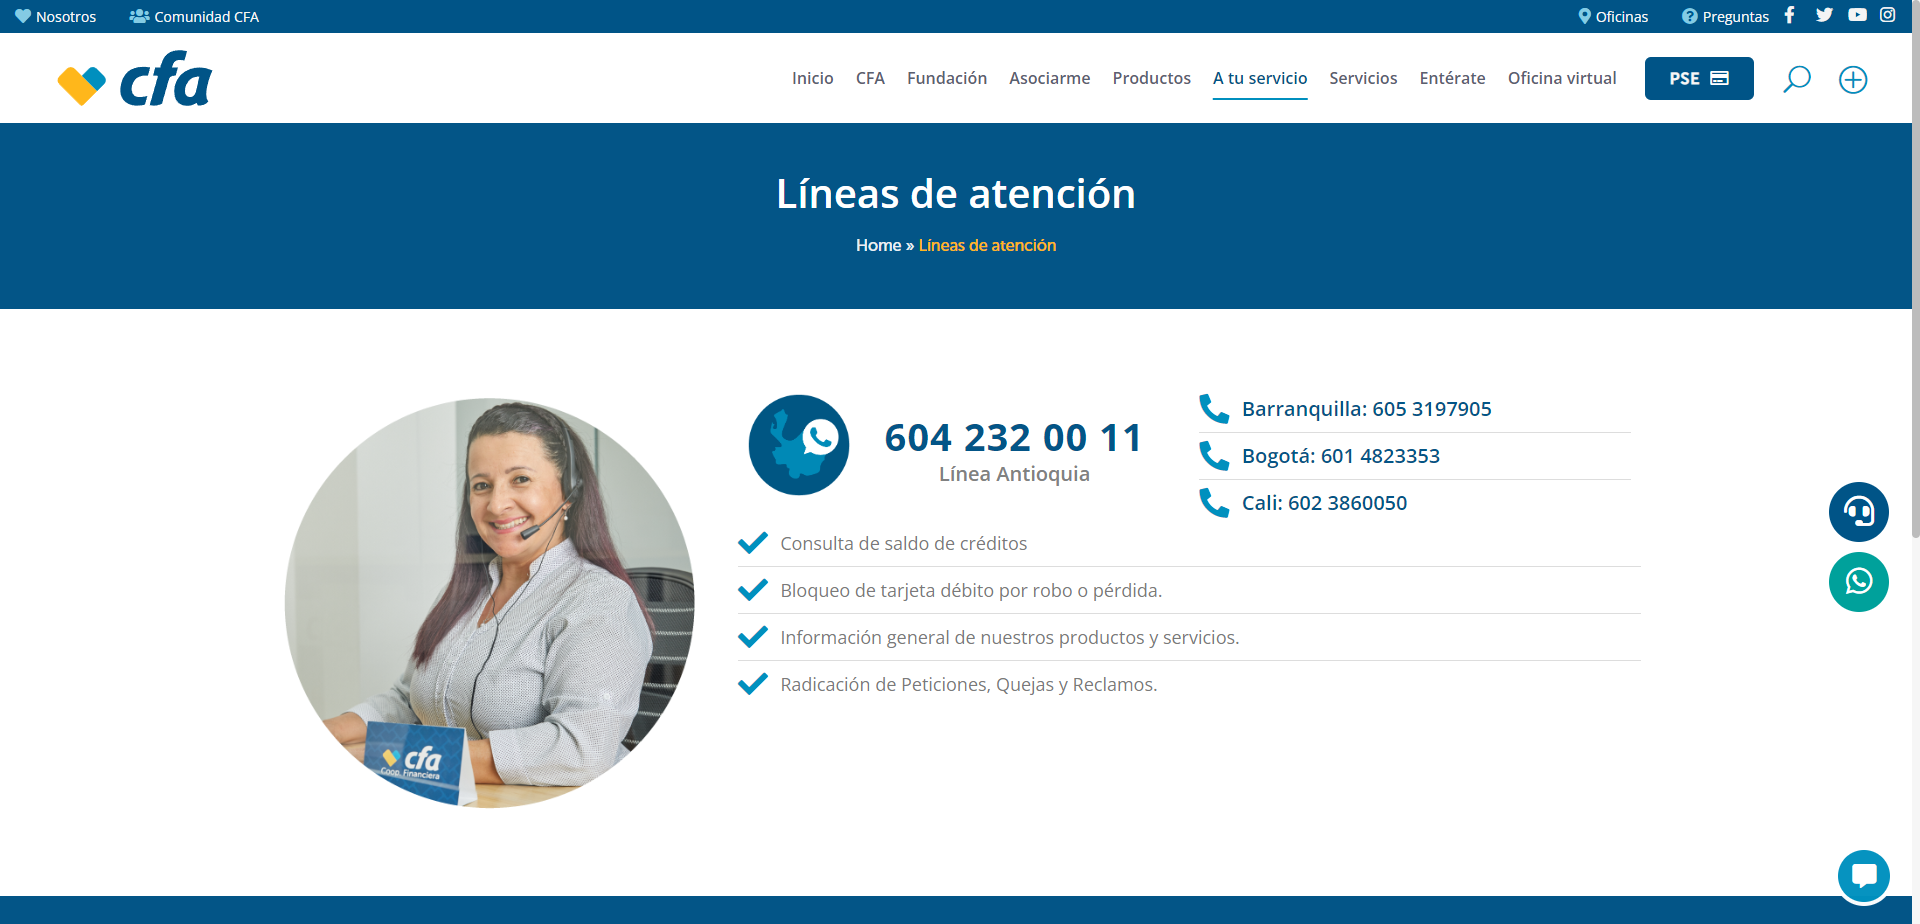 Nosotros
Comunidad CFA
Oficinas
Preguntas
cfa
Inicio
CFA
Fundación
Asociarme
Productos
A tu servicio
Servicios
Entérate
Oficina virtual
PSE
Líneas de atención
Home » Líneas de atención
604 232 00 11
Línea Antioquia
Barranquilla: 605 3197905
Bogotá: 601 4823353
Cali: 602 3860050
Consulta de saldo de créditos
Bloqueo de tarjeta débito por robo o pérdida.
Información general de nuestros productos y servicios.
Radicación de Peticiones, Quejas y Reclamos.
cfa
Coop. Financiera